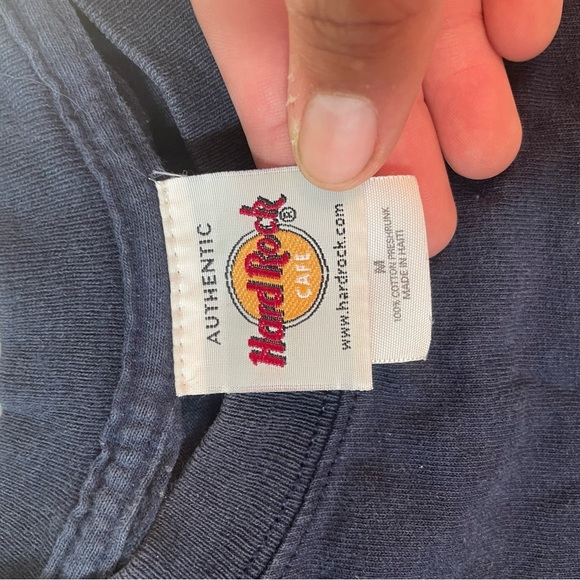 AUTHENTIC
Hard Rock®
CAFE
www.hardrock.com
M
100% COTTON PRESHRUNK
MADE IN HAITI